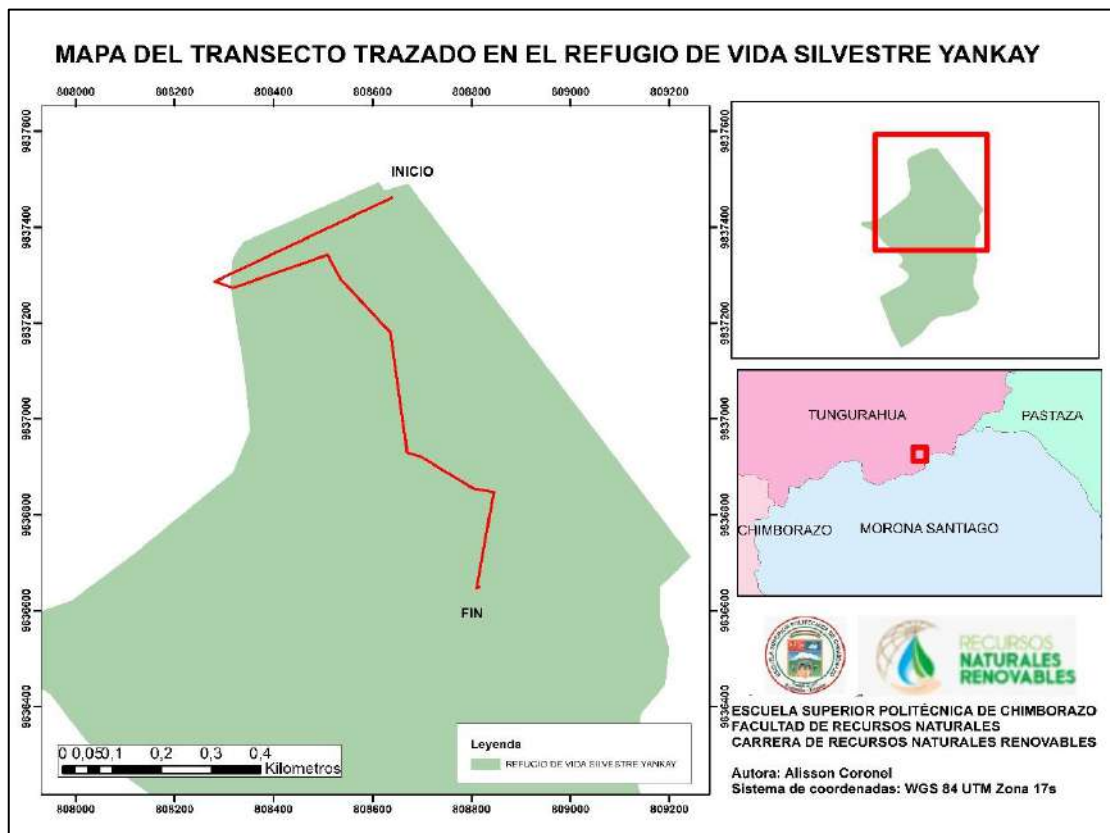 MAPA DEL TRANSECTO TRAZADO EN EL REFUGIO DE VIDA SILVESTRE YANKAY
808000 808200 808400 808600 808800 809000 809200
9837600
9837400
9837200
9837000
9836800
9836600
9836400
INICIO
FIN
0 0,05 0,1 0,2 0,3 0,4
Kilometros
Leyenda
REFUGIO DE VIDA SILVESTRE YANKAY
808000 808200 808400 808600 808800 809000 809200
9837600
9837400
9837200
9837000
9836800
9836600
9836400
TUNGURAHUA
PASTAZA
CHIMBORAZO
MORONA SANTIAGO
RECURSOS
NATURALES
RENOVABLES
ESCUELA SUPERIOR POLITÉCNICA DE CHIMBORAZO
FACULTAD DE RECURSOS NATURALES
CARRERA DE RECURSOS NATURALES RENOVABLES
Autora: Alisson Coronel
Sistema de coordenadas: WGS 84 UTM Zona 17s